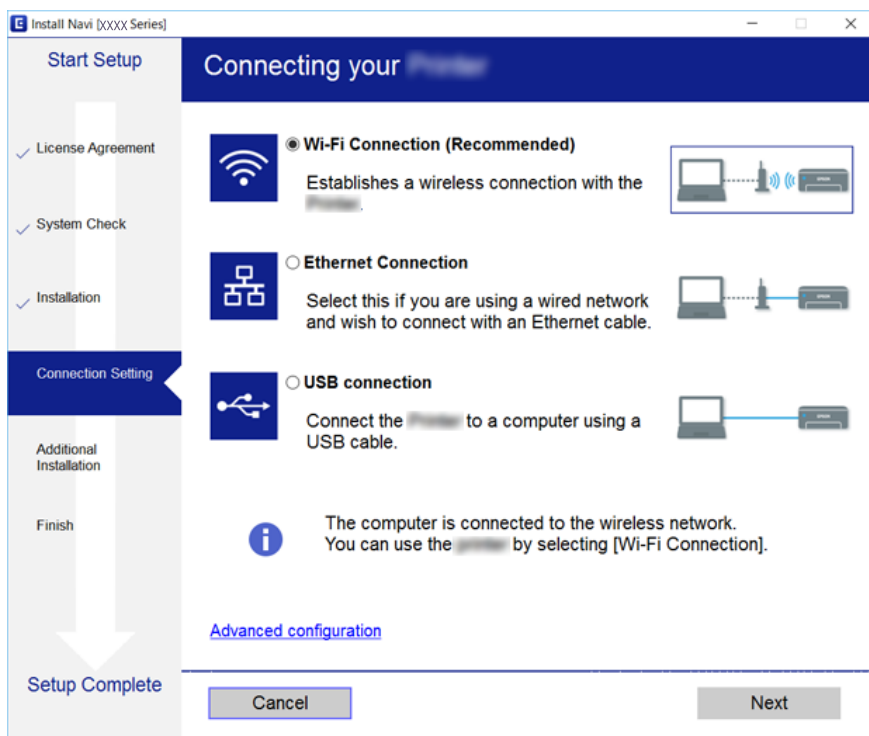 Install Navi [XXXX Series]
Start Setup
License Agreement
System Check
Installation
Connection Setting
Additional
Installation
Finish
Setup Complete
Connecting your
Wi-Fi Connection (Recommended)
Establishes a wireless connection with the
.
Ethernet Connection
Select this if you are using a wired network
and wish to connect with an Ethernet cable.
USB connection
Connect the to a computer using a
USB cable.
The computer is connected to the wireless network.
You can use the by selecting [Wi-Fi Connection].
Advanced configuration
Cancel
Next